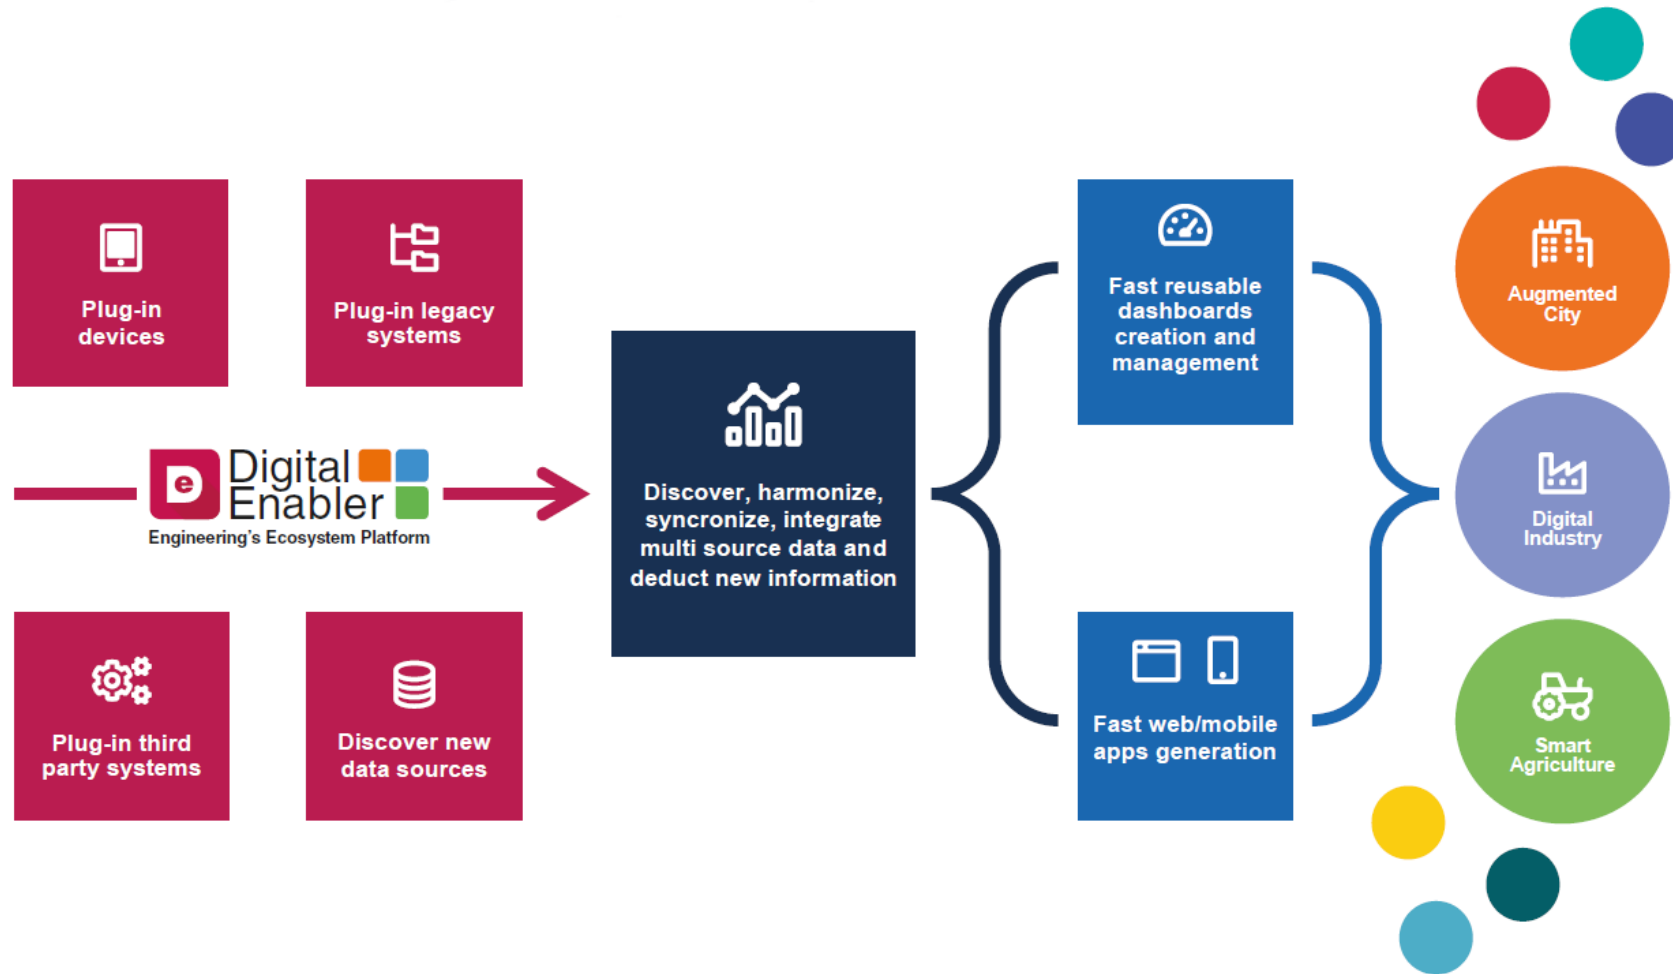 Plug-in
devices
Plug-in legacy
systems
Digital
Enabler
Engineering's Ecosystem Platform
Plug-in third
party systems
Discover new
data sources
Discover, harmonize,
syncronize, integrate
multi source data and
deduct new information
Fast reusable
dashboards
creation and
management
Fast web/mobile
apps generation
Augmented
City
Digital
Industry
Smart
Agriculture